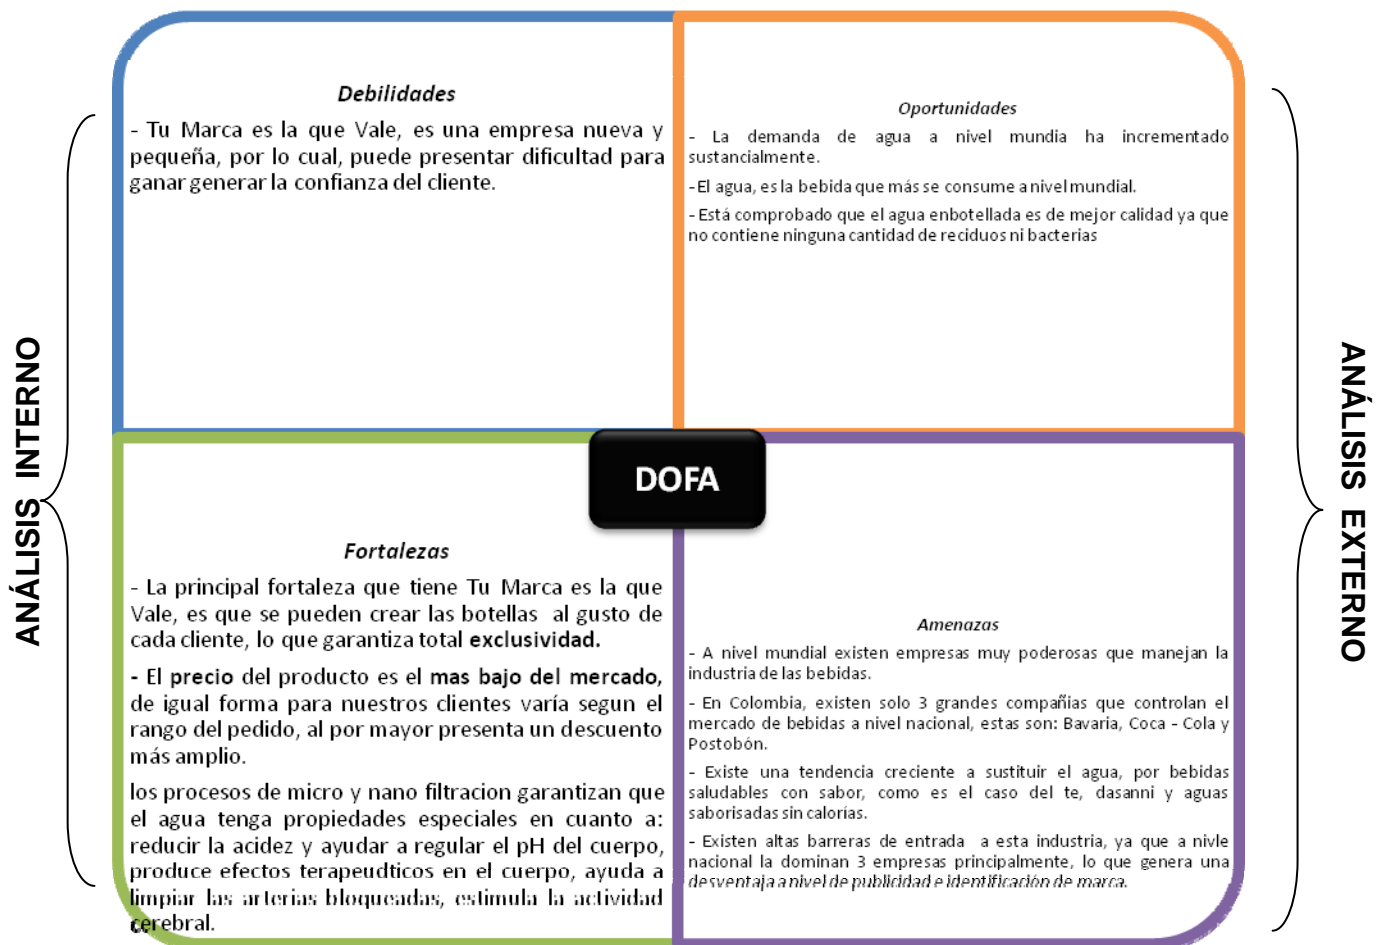 ANÁLISIS INTERNO
Debilidades
- Tu Marca es la que Vale, es una empresa nueva y
pequeña, por lo cual, puede presentar dificultad para
ganar generar la confianza del cliente.
Oportunidades
- La demanda de agua a nivel mundia ha incrementado
sustancialmente.
-El agua, es la bebida que más se consume a nivel mundial.
- Está comprobado que el agua enbotellada es de mejor calidad ya que
no contiene ninguna cantidad de reciduos ni bacterias
DOFA
Fortalezas
- La principal fortaleza que tiene Tu Marca es la que
Vale, es que se pueden crear las botellas al gusto de
cada cliente, lo que garantiza total exclusividad.
- El precio del producto es el mas bajo del mercado,
de igual forma para nuestros clientes varía segun el
rango del pedido, al por mayor presenta un descuento
más amplio.
los procesos de micro y nano filtracion garantizan que
el agua tenga propiedades especiales en cuanto a:
reducir la acidez y ayudar a regular el pH del cuerpo,
produce efectos terapeudticos en el cuerpo, ayuda a
limpiar las arterias bloqueadas, estimula la actividad
cerebral.
Amenazas
- A nivel mundial existen empresas muy poderosas que manejan la
industria de las bebidas.
- En Colombia, existen solo 3 grandes compañias que controlan el
mercado de bebidas a nivel nacional, estas son: Bavaria, Coca - Cola y
Postobón.
- Existe una tendencia creciente a sustituir el agua, por bebidas
saludables con sabor, como es el caso del te, dasanni y aguas
saborisadas sin calorías.
- Existen altas barreras de entrada a esta industria, ya que a nivle
nacional la dominan 3 empresas principalmente, lo que genera una
desventaja a nivel de publicidad e identificación de marca.
ANÁLISIS EXTERNO